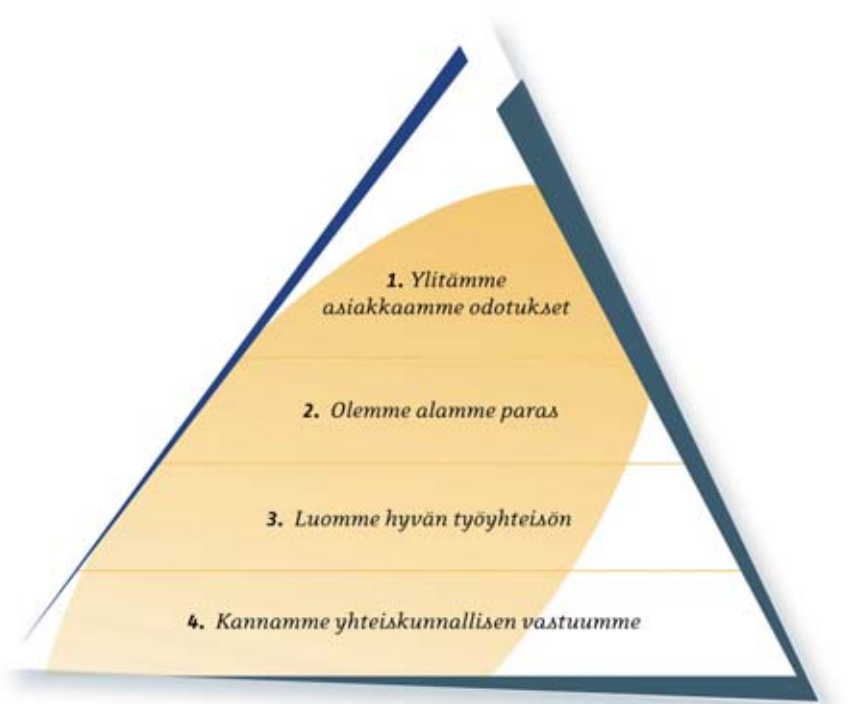 1. Ylitämme
asiakkaamme odotukset
2. Olemme alamme paras
3. Luomme hyvän työyhteisön
4. Kannamme yhteiskunnallisen vastuumme